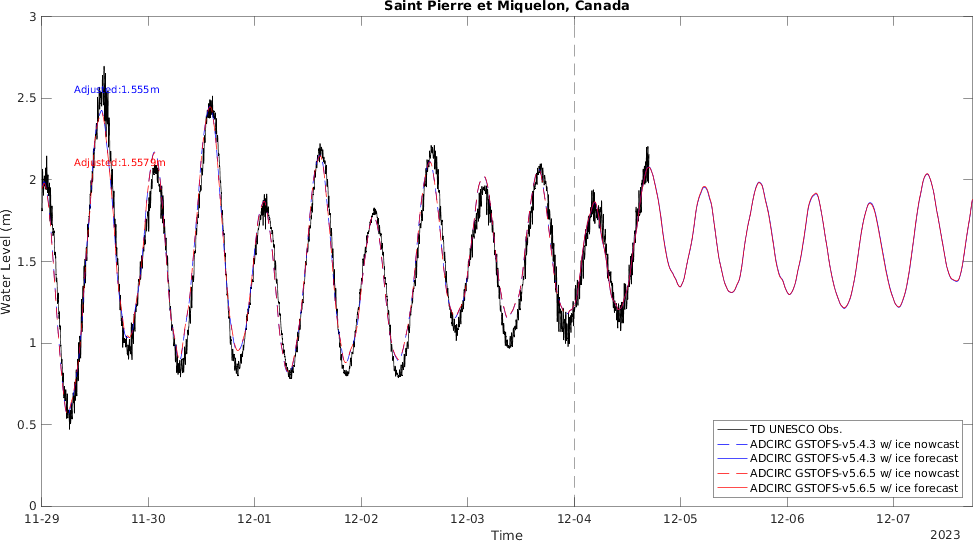 Saint Pierre et Miquelon, Canada
3
2.5
2
1.5
1
0.5
0
Water Level (m)
Adjusted:1.555m
Adjusted:1.5579m
TD UNESCO Obs.
ADCIRC GSTOFS-v5.4.3 w/ ice nowcast
ADCIRC GSTOFS-v5.4.3 w/ ice forecast
ADCIRC GSTOFS-v5.6.5 w/ ice nowcast
ADCIRC GSTOFS-v5.6.5 w/ ice forecast
11-29 11-30 12-01 12-02 12-03 12-04 12-05 12-06 12-07
Time
2023